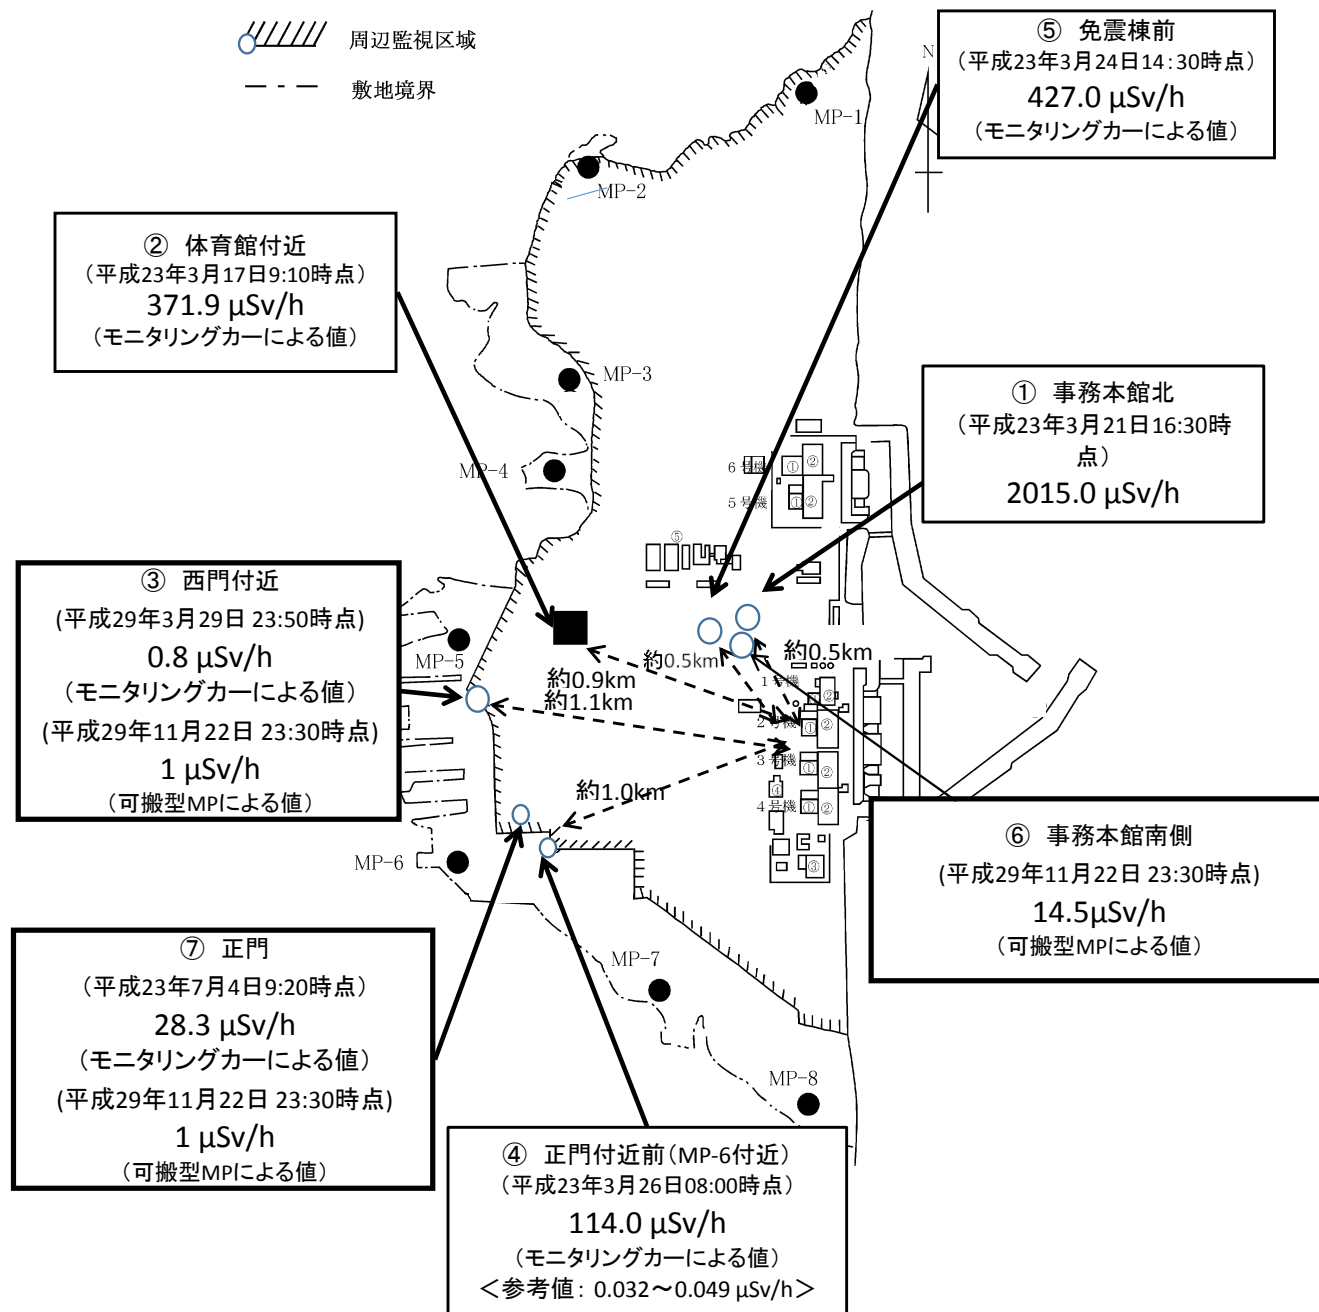 周辺監視区域
敷地境界
⑤ 免震棟前
（平成23年3月24日14：30時点）
427.0 μSv/h
（モニタリングカーによる値）
N
MP-1
MP-2
② 体育館付近
（平成23年3月17日9:10時点）
371.9 μSv/h
（モニタリングカーによる値）
MP-3
MP-4
① 事務本館北
（平成23年3月21日16:30時
点）
2015.0 μSv/h
6号機
①
②
5号機
①
②
⑤
③ 西門付近
(平成29年3月29日 23:50時点)
0.8 μSv/h
（モニタリングカーによる値）
(平成29年11月22日 23:30時点)
1 μSv/h
（可搬型MPによる値）
MP-5
約0.5km
約0.5km
約0.9km
約1.1km
1号機
②
2号機
①
②
3号機
①
②
④
4号機
①
②
③
約1.0km
MP-6
⑥ 事務本館南側
(平成29年11月22日 23:30時点)
14.5μSv/h
（可搬型MPによる値）
⑦ 正門
（平成23年7月4日9:20時点）
28.3 μSv/h
（モニタリングカーによる値）
(平成29年11月22日 23:30時点)
1 μSv/h
（可搬型MPによる値）
MP-7
MP-8
④ 正門付近前（MP-6付近）
（平成23年3月26日08:00時点）
114.0 μSv/h
（モニタリングカーによる値）
＜参考値： 0.032～0.049 μSv/h＞